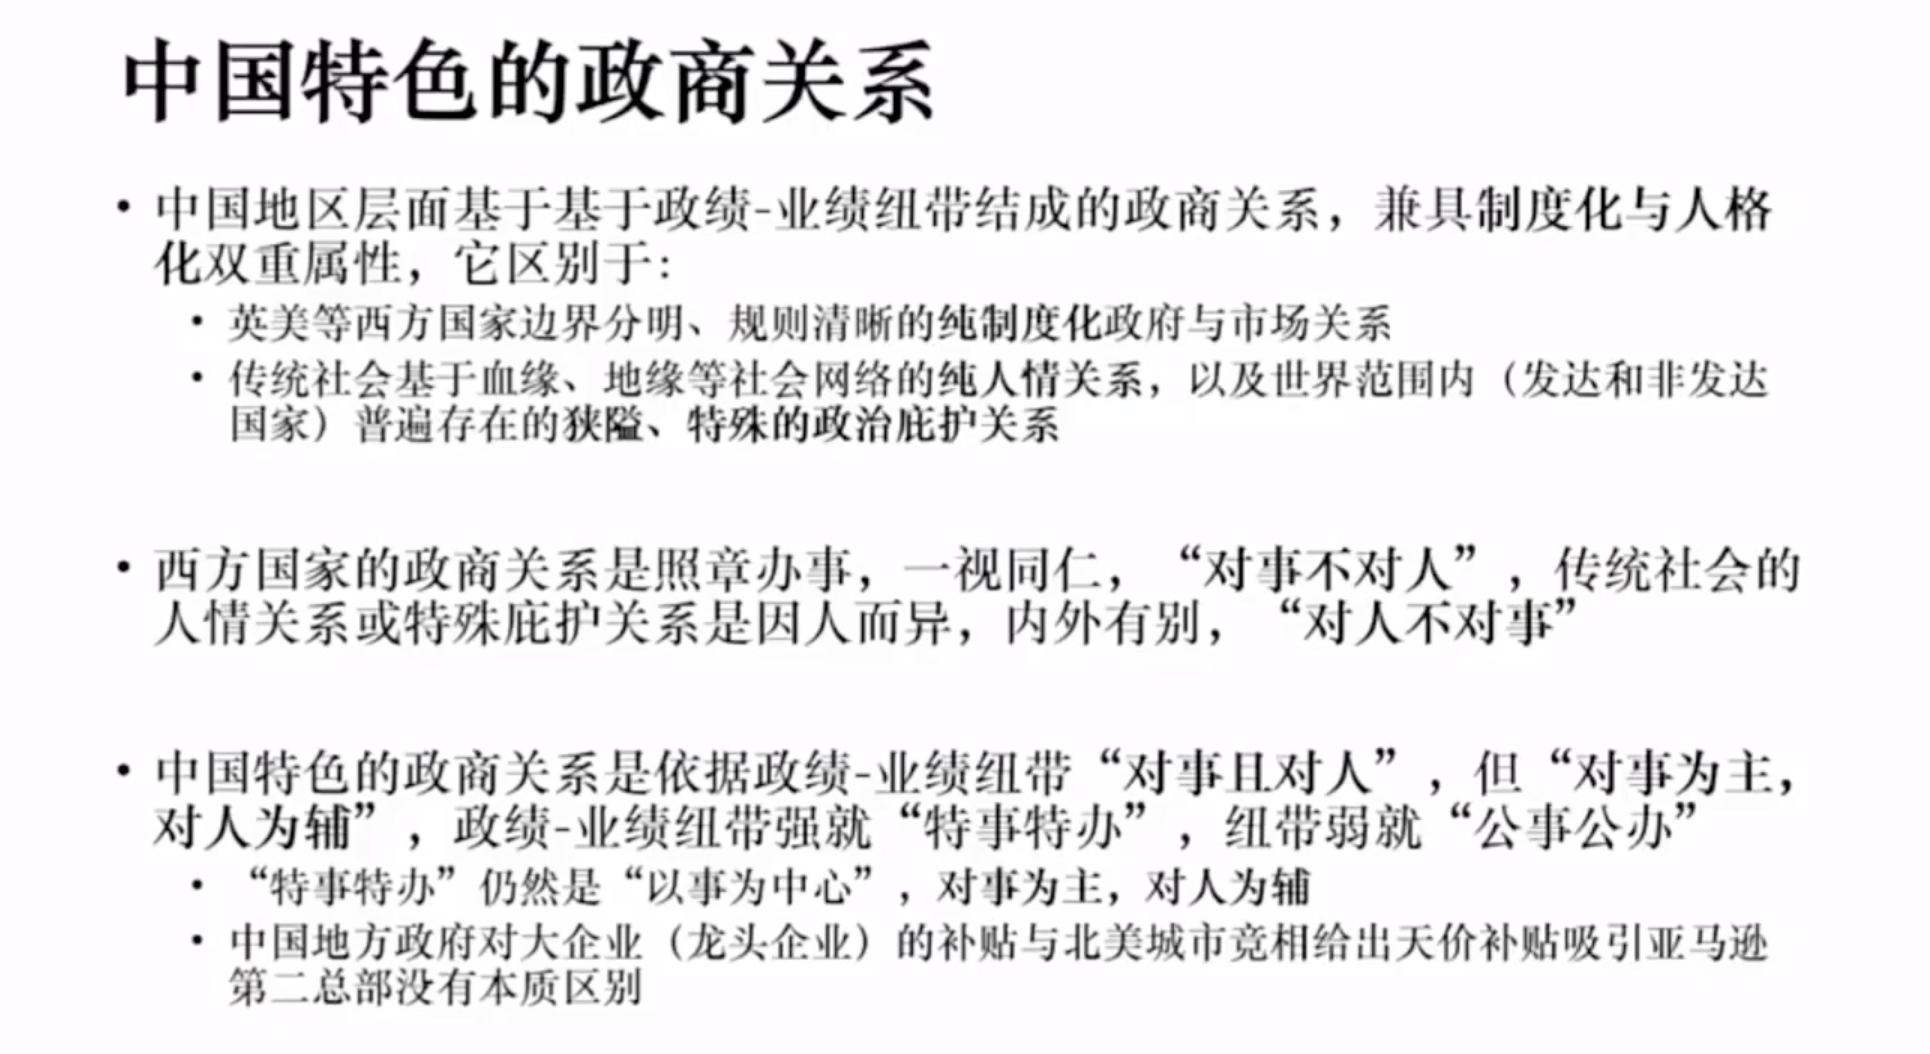 中国特色的政商关系
• 中国地区层面基于基于政绩-业绩纽带结成的政商关系，兼具制度化与人格
化双重属性，它区别于：
• 英美等西方国家边界分明、规则清晰的纯制度化政府与市场关系
• 传统社会基于血缘、地缘等社会网络的纯人情关系，以及世界范围内（发达和非发达
国家）普遍存在的狭隘、特殊的政治庇护关系
• 西方国家的政商关系是照章办事，一视同仁，“对事不对人”，传统社会的
人情关系或特殊庇护关系是因人而异，内外有别，“对人不对事”
• 中国特色的政商关系是依据政绩-业绩纽带“对事且对人”，但“对事为主，
对人为辅”，政绩-业绩纽带强就“特事特办”，纽带弱就“公事公办”
• “特事特办”仍然是“以事为中心”，对事为主，对人为辅
• 中国地方政府对大企业（龙头企业）的补贴与北美城市竞相给出天价补贴吸引亚马逊
第二总部没有本质区别